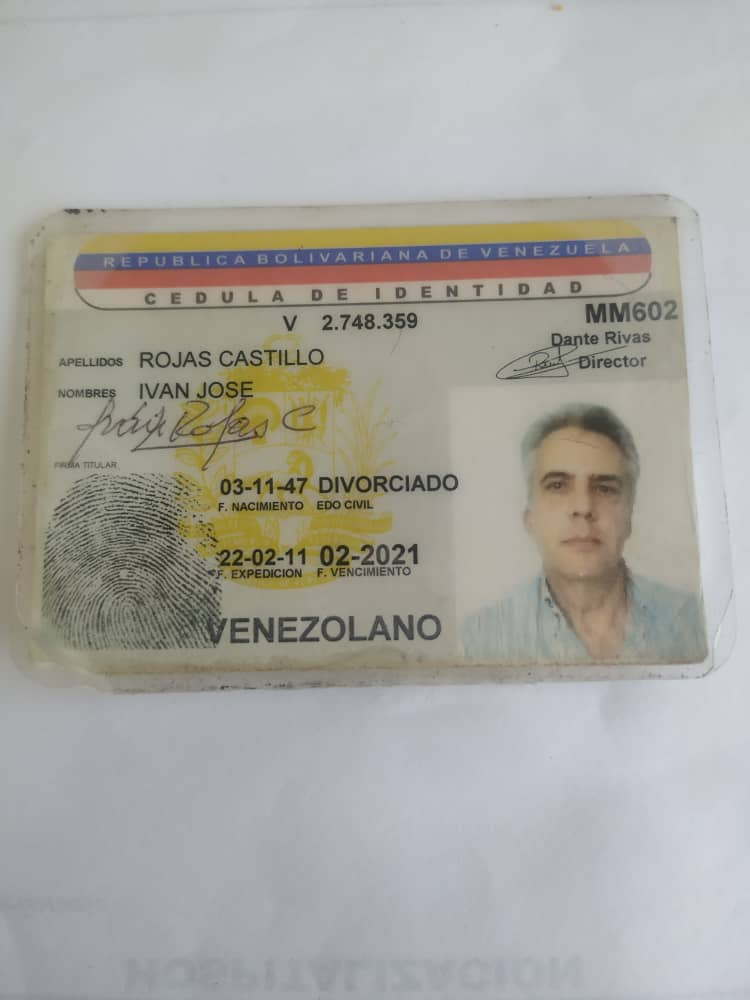 REPUBLICA BOLIVARIANA DE VENEZUELA
CEDULA DE IDENTIDAD
V 2.748.359
MM602
Dante Rivas
Director
APELLIDOS ROJAS CASTILLO
NOMBRES IVAN JOSE
Iván Rojas C
FIRMA TITULAR
03-11-47 DIVORCIADO
F. NACIMIENTO EDO CIVIL
22-02-11 02-2021
F. EXPEDICION F. VENCIMIENTO
VENEZOLANO
HOSPITALIZACION